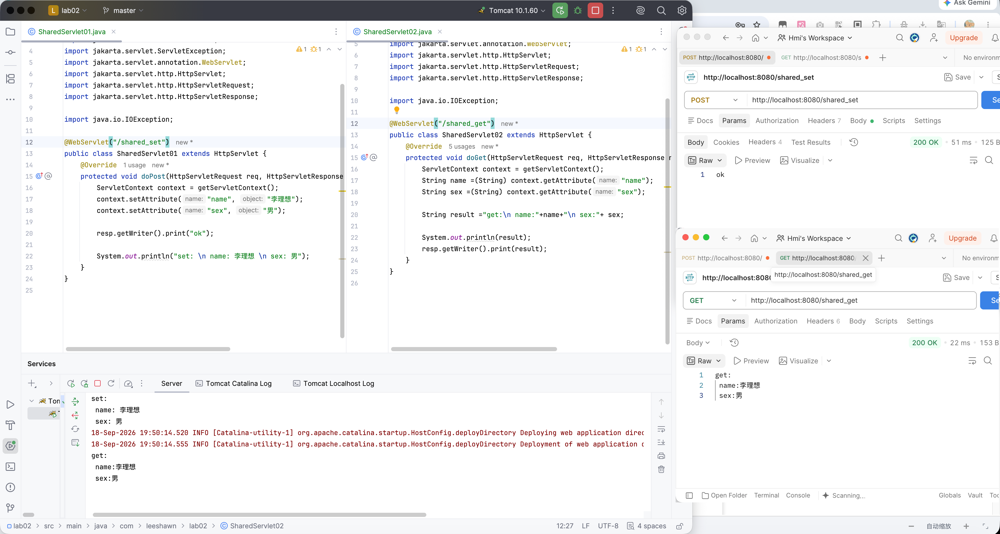 lab02
master
Tomcat 10.1.60
SharedServlet01.java
4 import jakarta.servlet.ServletException;
5 import jakarta.servlet.annotation.WebServlet;
6 import jakarta.servlet.http.HttpServlet;
7 import jakarta.servlet.http.HttpServletRequest;
8 import jakarta.servlet.http.HttpServletResponse;
9
10 import java.io.IOException;
11
12 @WebServlet("/shared_set") new *
13 public class SharedServlet01 extends HttpServlet {
14 @Override 1 usage new *
15 protected void doPost(HttpServletRequest req, HttpServletResponse
16 ServletContext context = getServletContext();
17 context.setAttribute( name: "name", object: "李理想");
18 context.setAttribute( name: "sex", object: "男");
19
20 resp.getWriter().print("ok");
21
22 System.out.println("set: \n name: 李理想 \n sex: 男");
23 }
24 }
25
1 1
SharedServlet02.java
5 import jakarta.servlet.annotation.WebServlet;
6 import jakarta.servlet.http.HttpServlet;
7 import jakarta.servlet.http.HttpServletRequest;
8 import jakarta.servlet.http.HttpServletResponse;
9
10 import java.io.IOException;
11
12 @WebServlet("/shared_get") new *
13 public class SharedServlet02 extends HttpServlet {
14 @Override 5 usages new *
15 protected void doGet(HttpServletRequest req, HttpServletResponse r
16 ServletContext context = getServletContext();
17 String name =(String) context.getAttribute( name: "name");
18 String sex =(String) context.getAttribute( name: "sex");
19
20 String result ="get:\n name:"+name+"\n sex:"+ sex;
21
22 System.out.println(result);
23 resp.getWriter().print(result);
24 }
25 }
26
1 1
Services
Server Tomcat Catalina Log Tomcat Localhost Log
Tom
set:
name: 李理想
sex: 男
18-Sep-2026 19:50:14.520 INFO [Catalina-utility-1] org.apache.catalina.startup.HostConfig.deployDirectory Deploying web application direc
18-Sep-2026 19:50:14.555 INFO [Catalina-utility-1] org.apache.catalina.startup.HostConfig.deployDirectory Deployment of web application
get:
name:李理想
sex:男
lab02 > src > main > java > com > leeshawn > lab02 > SharedServlet02
12:27 LF UTF-8 4 spaces
Ask Gemini
Hmi's Workspace Upgrade
POST http://localhost:8080/ GET http://localhost:8080/s No environm
HTTP http://localhost:8080/shared_set Save S
POST http://localhost:8080/shared_set Se
Docs Params Authorization Headers 7 Body Scripts Settings
Body Cookies Headers 4 Test Results 200 OK • 51 ms • 125 B
Raw Preview Visualize
1 ok
Hmi's Workspace Upgrade
POST http://localhost:8080/ GET http://localhost:8080/ No environm
HTTP http://localhost:8080 Save S
http://localhost:8080/shared_get
GET http://localhost:8080/shared_get Se
Docs Params Authorization Headers 6 Body Scripts Settings
Body 200 OK • 22 ms • 153 B
Raw Preview Visualize
1 get:
2 name:李理想
3 sex:男
Open Folder Terminal Console Scanning... Globals Vault Too
自动缩放